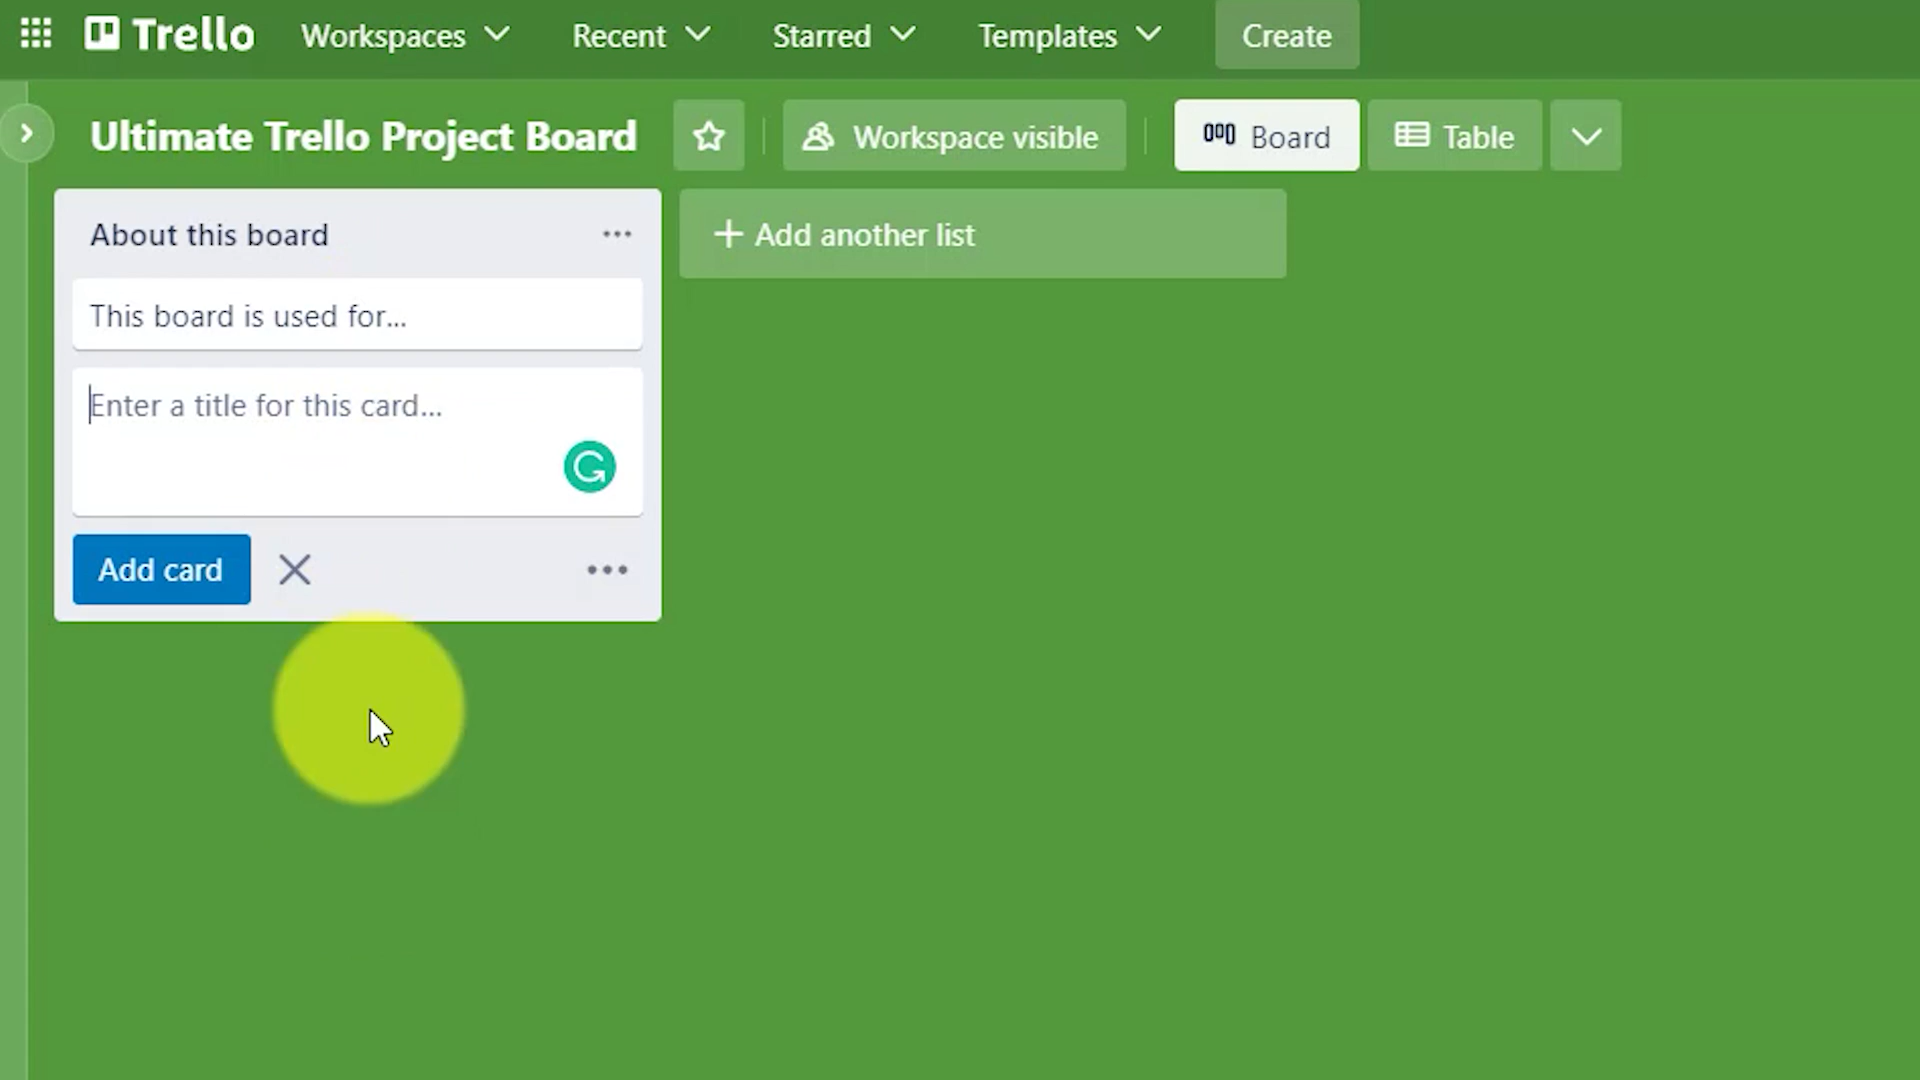 Trello Workspaces Recent Starred Templates Create
Ultimate Trello Project Board Workspace visible Board Table
About this board
+ Add another list
This board is used for...
Enter a title for this card...
Add card